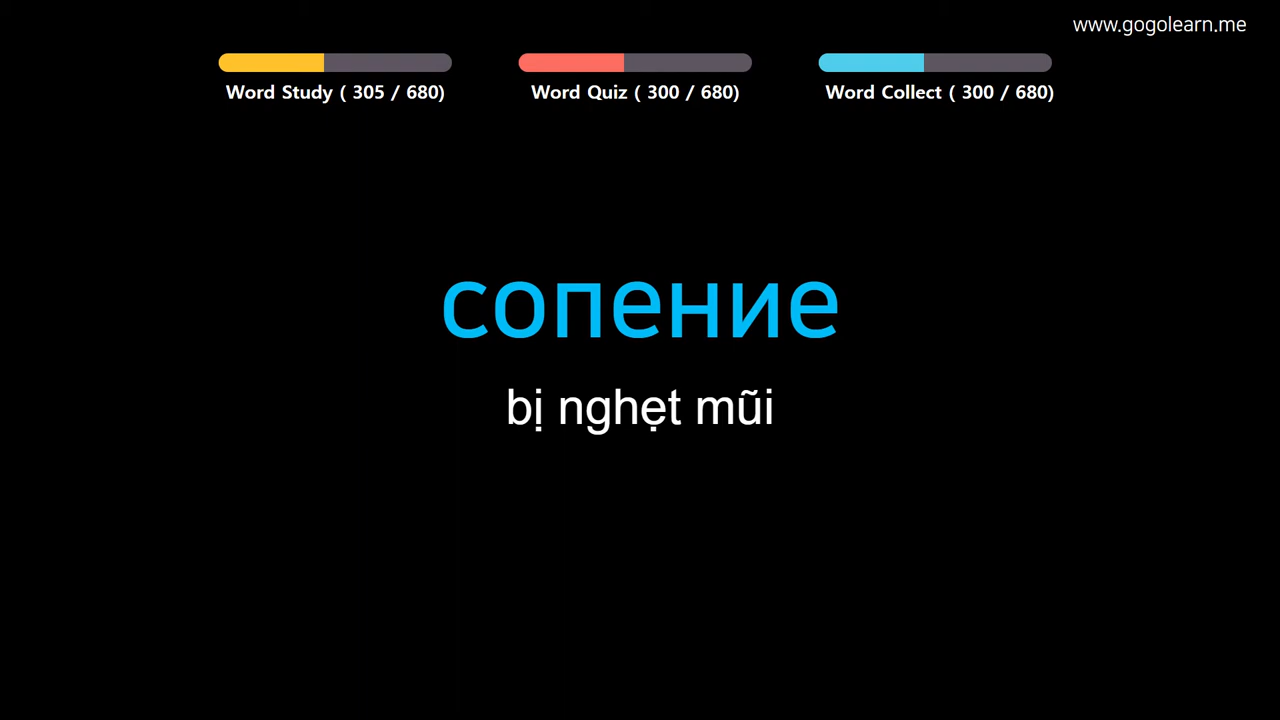 www.gogolearn.me
Word Study ( 305 / 680)
Word Quiz ( 300 / 680)
Word Collect ( 300 / 680)
сопение
bị nghẹt mũi